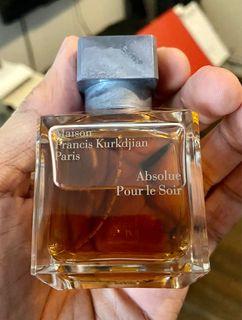 Maison
Francis Kurkdjian
Paris
Absolue
Pour le Soir